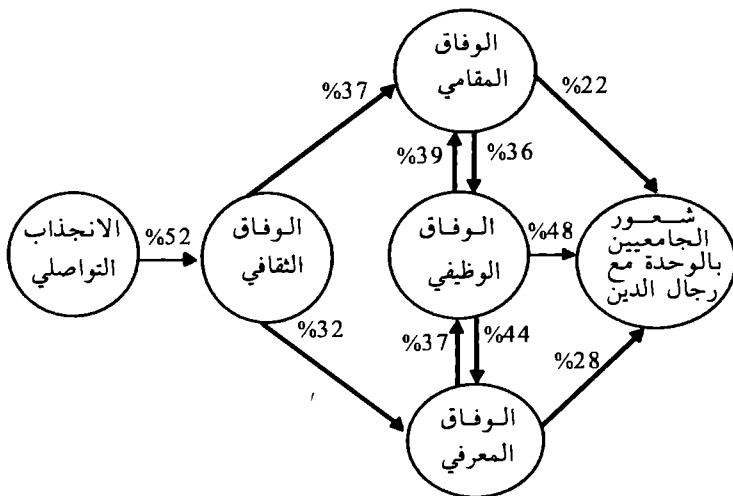 الوفاق
المقامي
%37
%22
%39
%36
الانجذاب
التواصلي
%52
الوفاق
الثقافي
الوفاق
الوظيفي
%48
شعور
الجامعيين
بالوحدة مع
رجال الدين
%32
%37
%44
%28
الوفاق
المعرفي